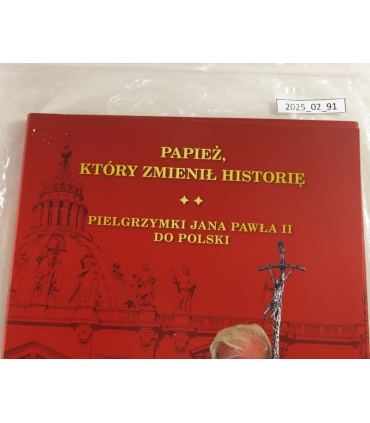 2025_02_91
PAPIEŻ,
KTÓRY ZMIENIŁ HISTORIĘ
PIELGRZYMKI JANA PAWŁA II
DO POLSKI